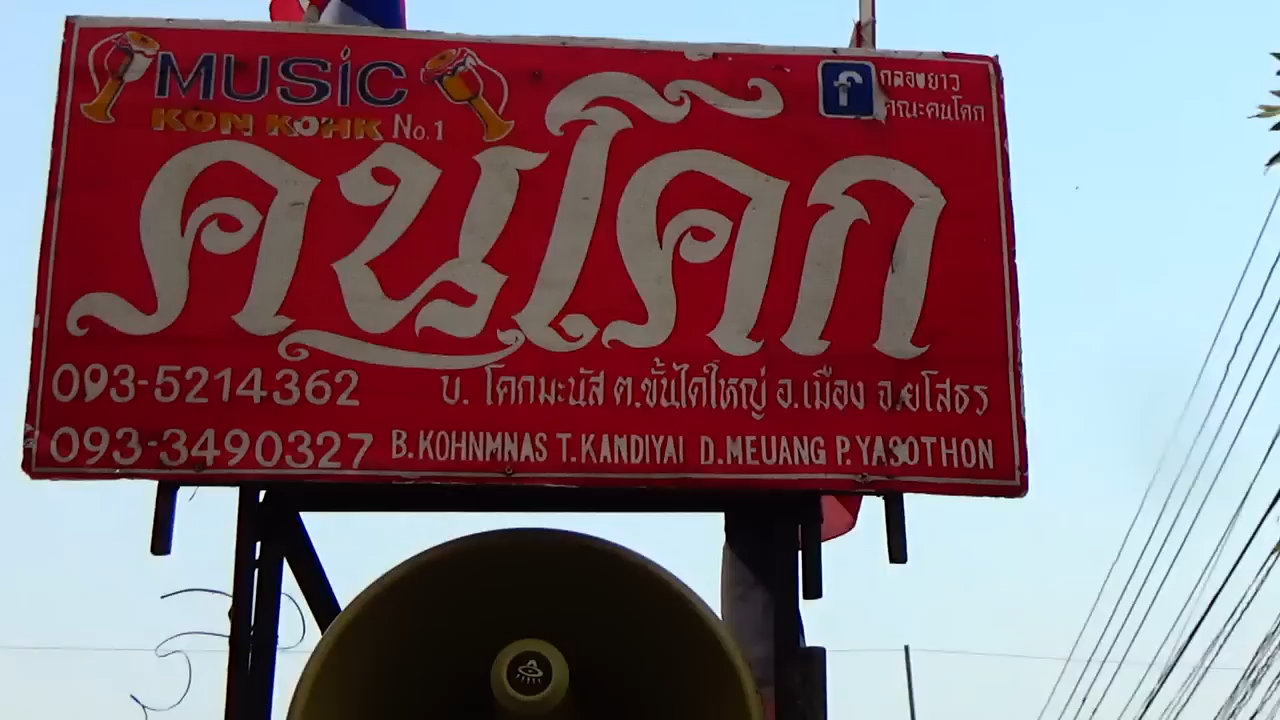 MUSiC
KON KOHK No.1
กลองยาว
คณะคนโคก
คนโคก
093-5214362
บ. โคกมะนัส ต.ขั้นไดใหญ่ อ.เมือง จ.ยโสธร
093-3490327
B.KOHNMNAS T.KANDIYAI D.MEUANG P.YASOTHON